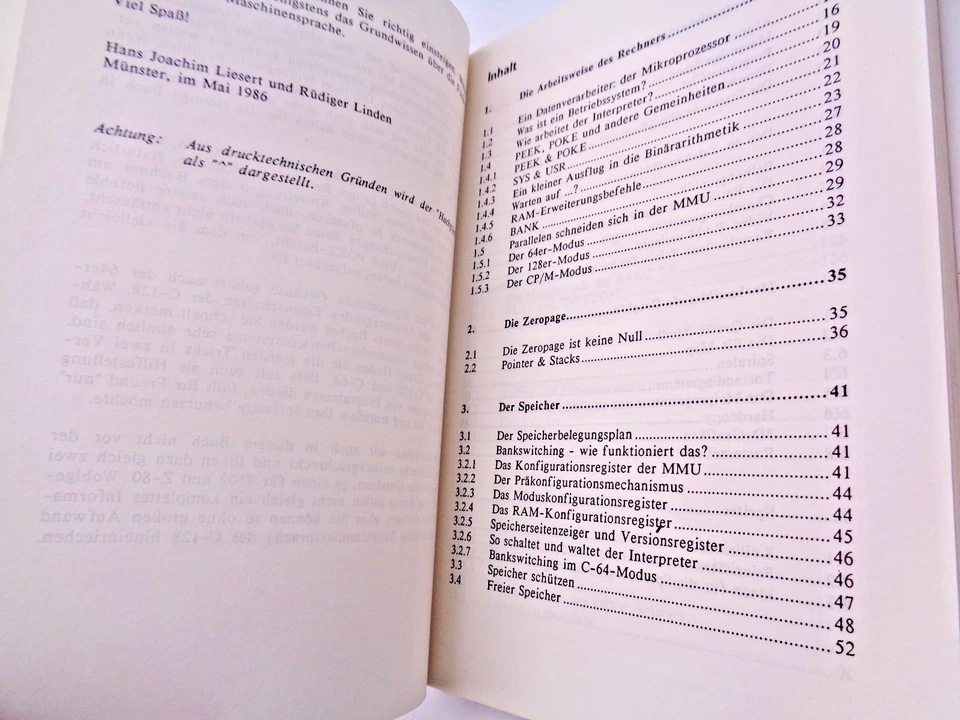 Sie richtig einsteigen
das Grundwissen über die
Maschinensprache.
Viel Spaß!
Hans Joachim Liesert und Rüdiger Linden
Münster, im Mai 1986
Achtung: Aus drucktechnischen Gründen wird der
als "^" dargestellt.
Inhalt
1. Die Arbeitsweise des Rechners
1.1 Ein Datenverarbeiter: der Mikroprozessor
1.2 Was ist ein Betriebssystem? 16
1.3 Wie arbeitet der Interpreter? 19
1.4 PEEK, POKE und andere Gemeinheiten 20
1.4.1 PEEK & POKE 21
1.4.2 SYS & USR 22
1.4.3 Ein kleiner Ausflug in die Binärarithmetik 23
1.4.4 Warten auf ..? 27
1.4.5 RAM-Erweiterungsbefehle 28
1.4.6 BANK 28
1.5 Parallelen schneiden sich in der MMU 29
1.5.1 Der 64er-Modus 29
1.5.2 Der 128er-Modus 32
1.5.3 Der CP/M-Modus 33
2. Die Zeropage 35
2.1 Die Zeropage ist keine Null 35
2.2 Pointer & Stacks 36
3. Der Speicher 41
3.1 Der Speicherbelegungsplan 41
3.2 Bankswitching - wie funktioniert das? 41
3.2.1 Das Konfigurationsregister der MMU 41
3.2.2 Der Präkonfigurationsmechanismus 44
3.2.3 Das Moduskonfigurationsregister 44
3.2.4 Das RAM-Konfigurationsregister 45
3.2.5 Speicherseitenzeiger und Versionsregister 46
3.2.6 So schaltet und waltet der Interpreter 46
3.2.7 Bankswitching im C-64-Modus 47
3.3 Speicher schützen 48
3.4 Freier Speicher 52